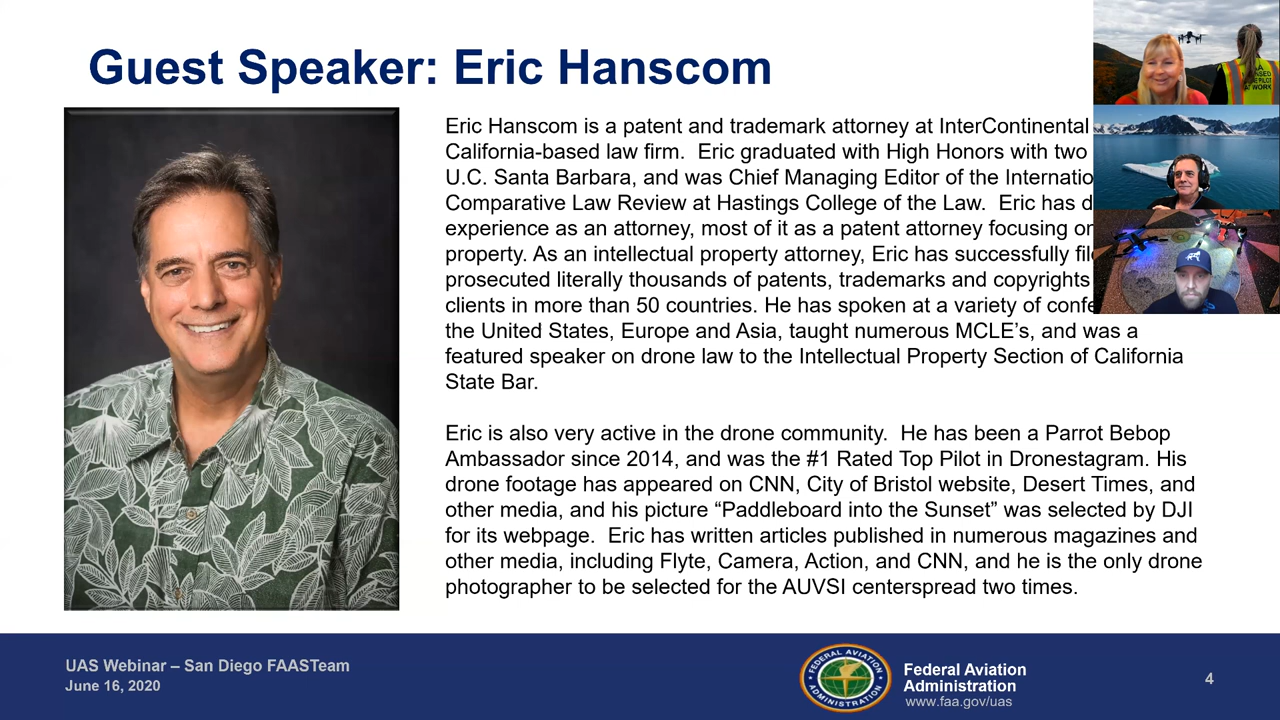 Guest Speaker: Eric Hanscom
Eric Hanscom is a patent and trademark attorney at InterContinental
California-based law firm. Eric graduated with High Honors with two
U.C. Santa Barbara, and was Chief Managing Editor of the
Comparative Law Review at Hastings College of the Law. Eric has
experience as an attorney, most of it as a patent attorney focusing
property. As an intellectual property attorney, Eric has successfully
prosecuted literally thousands of patents, trademarks and copyrights
clients in more than 50 countries. He has spoken at a variety of
the United States, Europe and Asia, taught numerous MCLE's, and was a
featured speaker on drone law to the Intellectual Property Section of California
State Bar.
Eric is also very active in the drone community. He has been a Parrot Bebop
Ambassador since 2014, and was the #1 Rated Top Pilot in Dronestagram. His
drone footage has appeared on CNN, City of Bristol website, Desert Times, and
other media, and his picture “Paddleboard into the Sunset” was selected by DJI
for its webpage. Eric has written articles published in numerous magazines and
other media, including Flyte, Camera, Action, and CNN, and he is the only drone
photographer to be selected for the AUVSI centerspread two times.
UAS Webinar – San Diego FAASTeam
June 16, 2020
FEDERAL AVIATION
ADMINISTRATION
Federal Aviation
Administration
www.faa.gov/uas
4
WORK